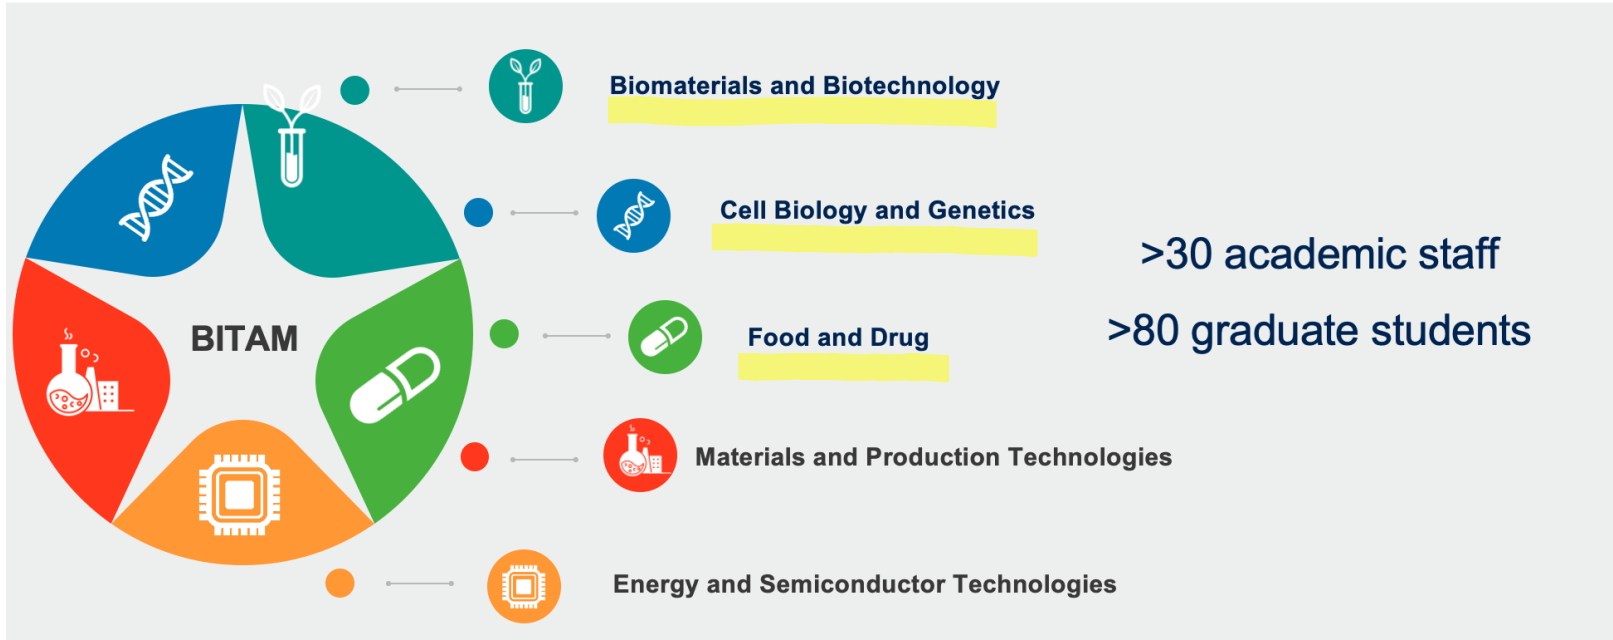 Biomaterials and Biotechnology
Cell Biology and Genetics
>30 academic staff
BITAM
Food and Drug
>80 graduate students
Materials and Production Technologies
Energy and Semiconductor Technologies